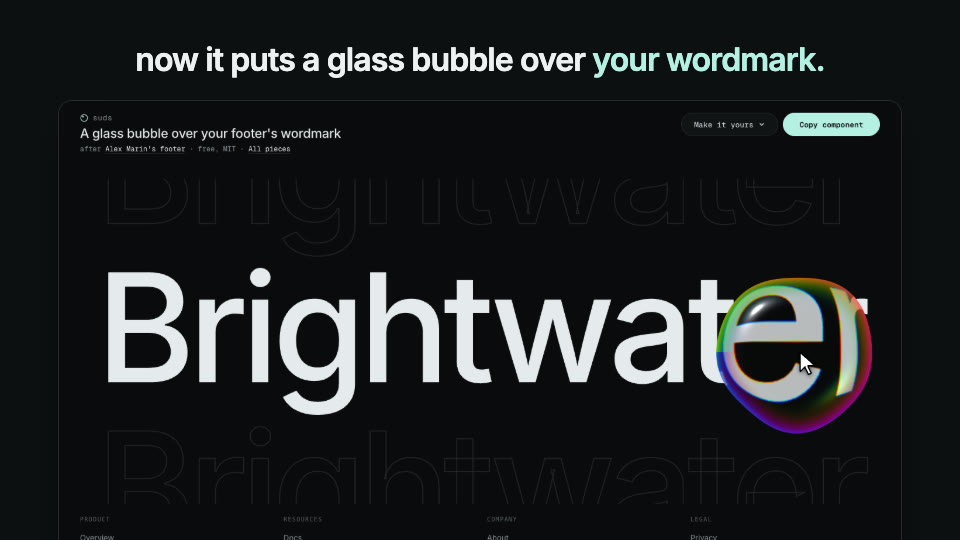 now it puts a glass bubble over your wordmark.
suds
A glass bubble over your footer's wordmark
after Alex Marin's footer · free, MIT · All pieces
Make it yours
Copy component
Brightwater
Brightwater
Brightwater
PRODUCT RESOURCES COMPANY LEGAL
Overview Docs About Privacy